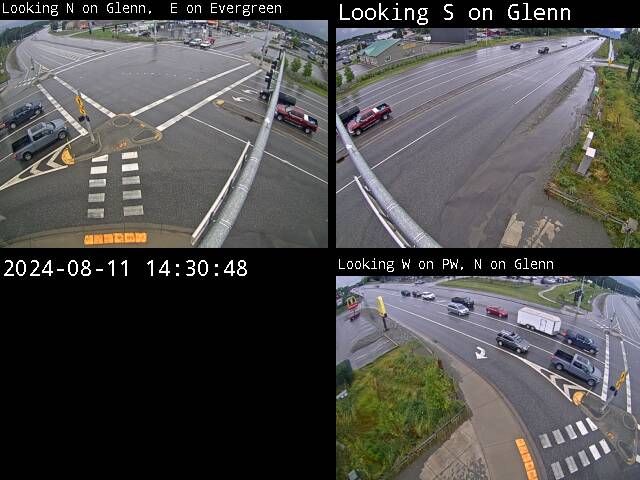 Looking N on Glenn,  E on Evergreen
Looking S on Glenn
2024-08-11 14:30:48
Looking W on PW, N on Glenn